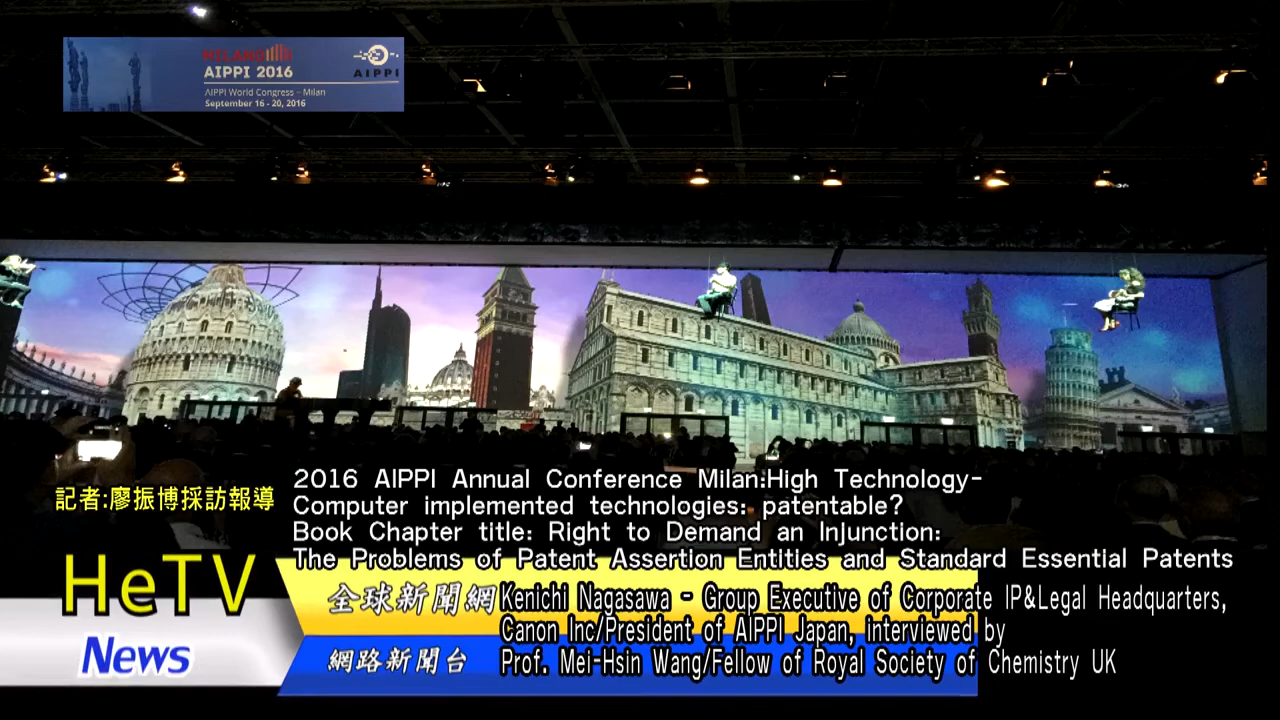 MILANO
AIPPI 2016
AIPPI
AIPPI World Congress - Milan
September 16 - 20, 2016
2016 AIPPI Annual Conference Milan:High Technology-
Computer implemented technologies: patentable?
Book Chapter title: Right to Demand an Injunction:
The Problems of Patent Assertion Entities and Standard Essential Patents
記者:廖振博採訪報導
HeTV
News
全球新聞網
網路新聞台
Kenichi Nagasawa - Group Executive of Corporate IP&Legal Headquarters,
Canon Inc/President of AIPPI Japan, interviewed by
Prof. Mei-Hsin Wang/Fellow of Royal Society of Chemistry UK